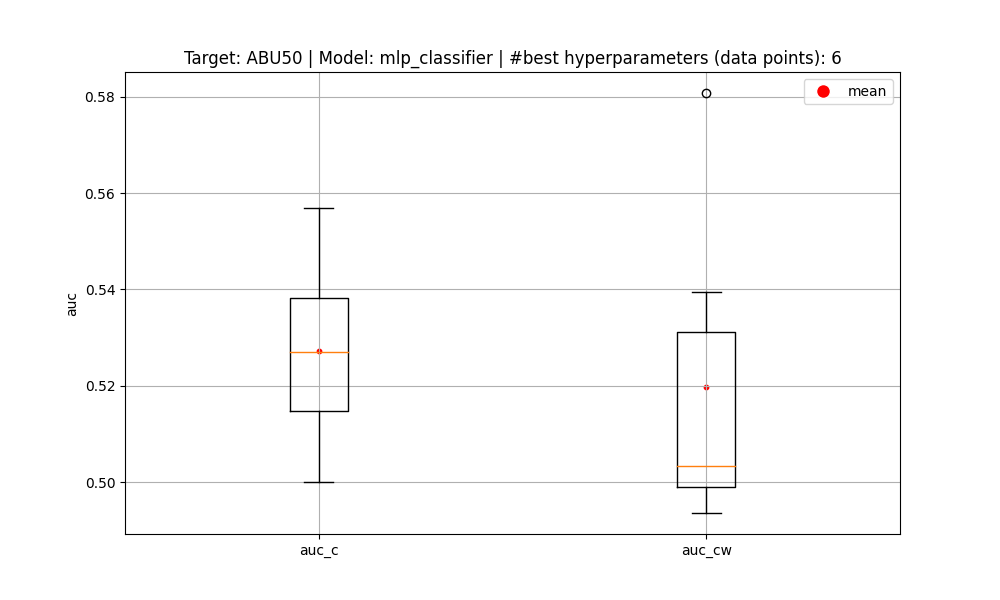 Target: ABU50 | Model: mlp_classifier | #best hyperparameters (data points): 6
mean
0.58
0.56
0.54
0.52
0.50
auc
auc_c
auc_cw